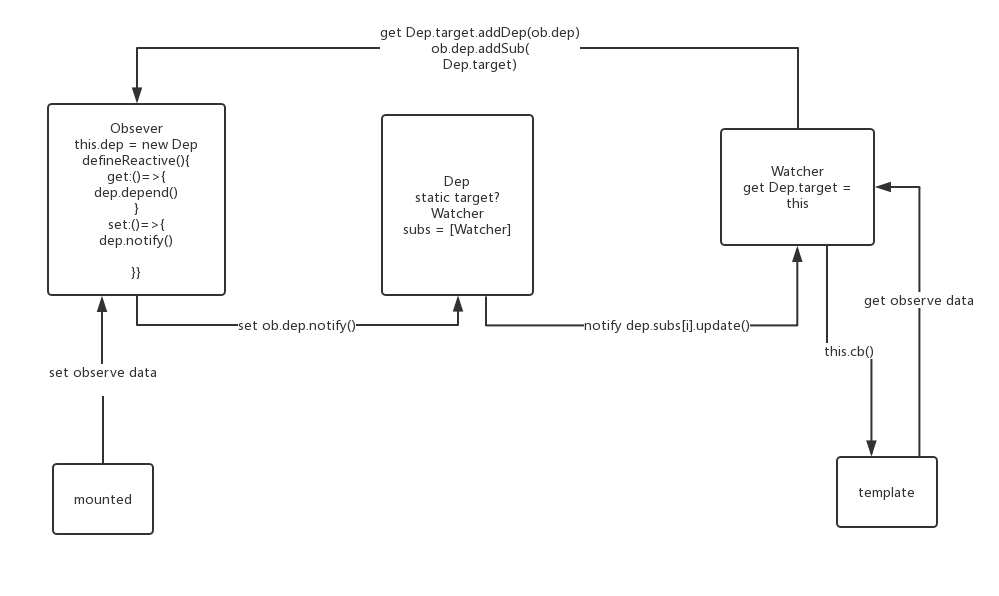 get Dep.target.addDep(ob.dep)
ob.dep.addSub(
Dep.target)
Obsever
this.dep = new Dep
defineReactive(){
get:()=>{
dep.depend()
}
set:()=>{
dep.notify()
}}
Dep
static target?
Watcher
subs = [Watcher]
Watcher
get Dep.target =
this
set ob.dep.notify()
notify dep.subs[i].update()
get observe data
this.cb()
set observe data
mounted
template